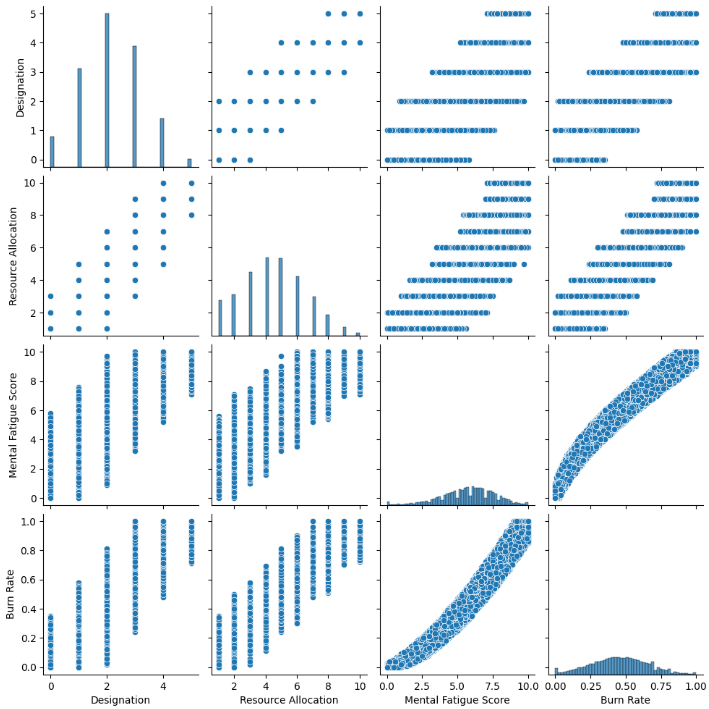 5
4
3
2
1
0
Designation
10
8
6
4
2
Resource Allocation
10
8
6
4
2
0
Mental Fatigue Score
1.0
0.8
0.6
0.4
0.2
0.0
Burn Rate
0 2 4
Designation
2 4 6 8 10
Resource Allocation
0.0 2.5 5.0 7.5 10.0
Mental Fatigue Score
0.00 0.25 0.50 0.75 1.00
Burn Rate